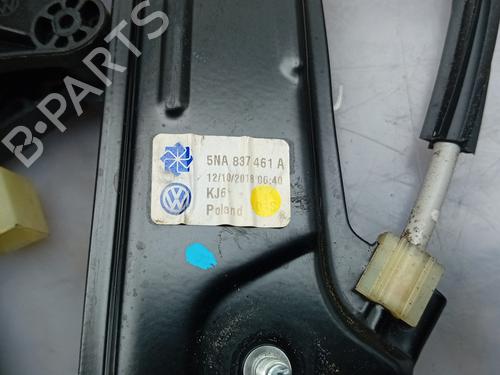 5NA 837 461 A
12/10/2018 06:40
KJ6
Poland
B-PARTS